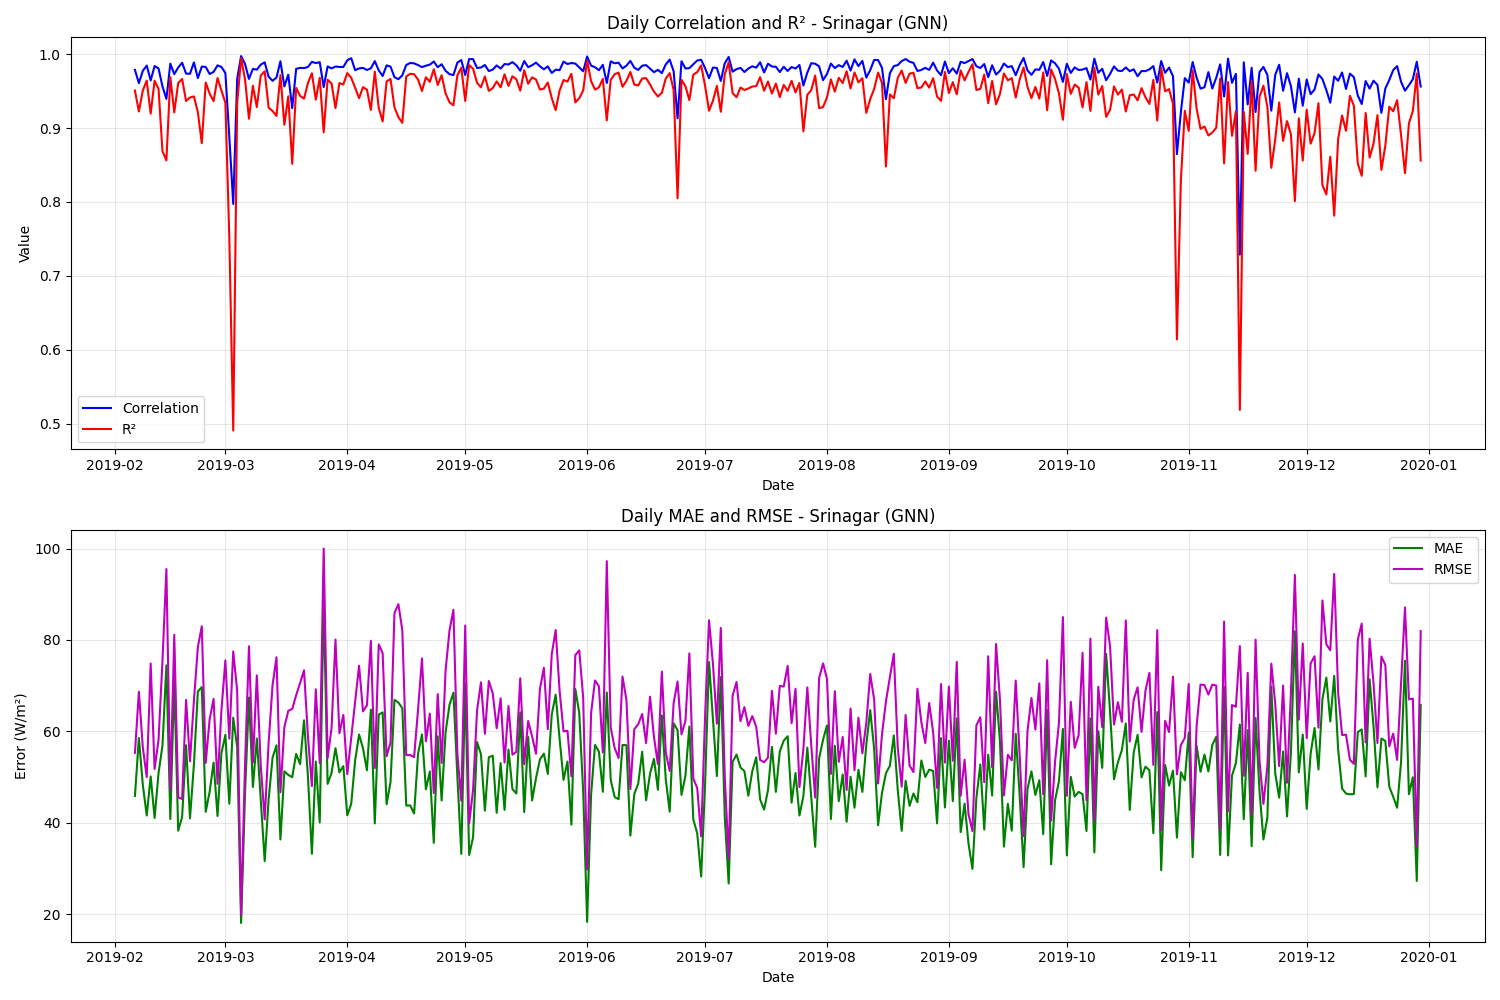 Daily Correlation and R² - Srinagar (GNN)
1.0
0.9
0.8
0.7
0.6
0.5
Value
Correlation
R²
2019-02 2019-03 2019-04 2019-05 2019-06 2019-07 2019-08 2019-09 2019-10 2019-11 2019-12 2020-01
Date
Daily MAE and RMSE - Srinagar (GNN)
100
80
60
40
20
Error (W/m²)
MAE
RMSE
2019-02 2019-03 2019-04 2019-05 2019-06 2019-07 2019-08 2019-09 2019-10 2019-11 2019-12 2020-01
Date